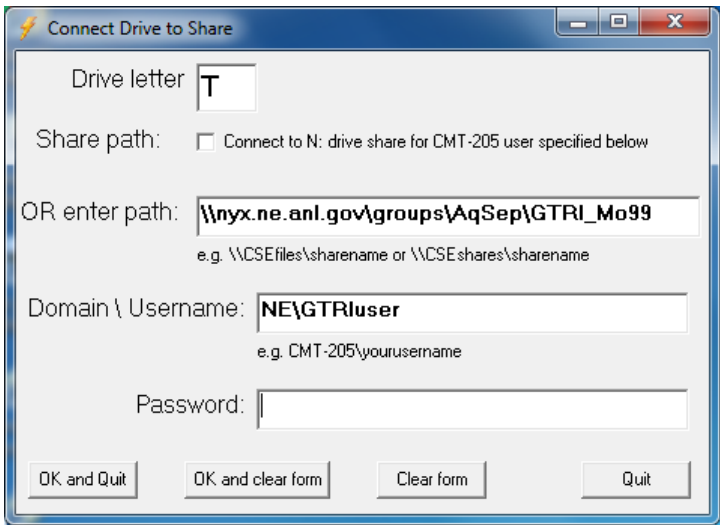 Connect Drive to Share
Drive letter T
Share path: Connect to N: drive share for CMT-205 user specified below
OR enter path: \\nyx.ne.anl.gov\groups\AqSep\GTRI_Mo99
e.g. \\CSEfiles\sharename or \\CSEshares\sharename
Domain \ Username: NE\GTRIuser
e.g. CMT-205\yourusername
Password:
OK and Quit OK and clear form Clear form Quit